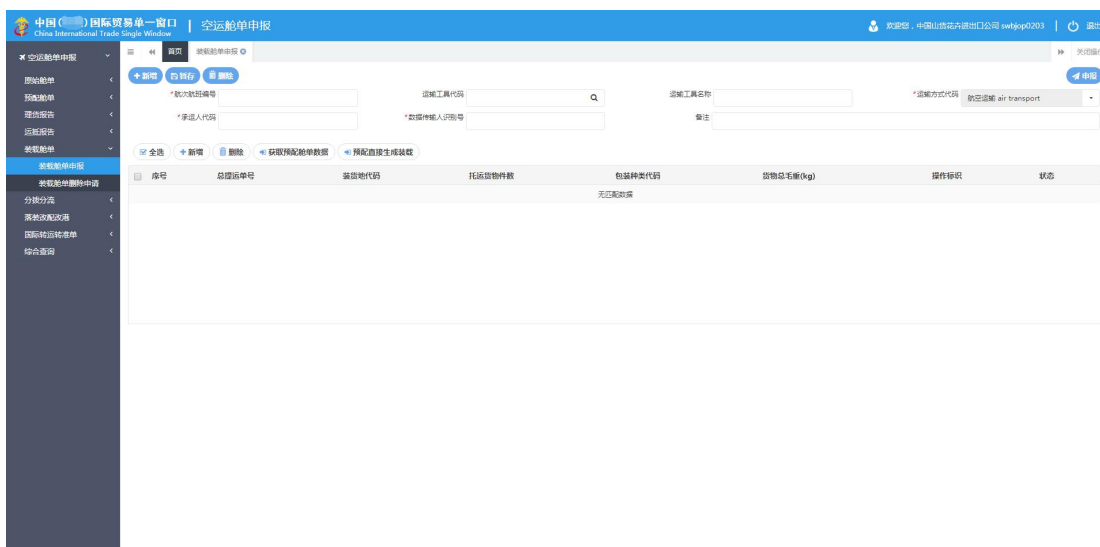 中国( )国际贸易单一窗口 | 空运舱单申报
China International Trade Single Window
欢迎您,中国山货花卉进出口公司 swbjop0203 | 退出
空运舱单申报
首页 装载舱单申报
关闭操作
新增 暂存 删除 申报
原始舱单
预配舱单
理货报告
运抵报告
装载舱单
装载舱单申报
装载舱单删除申请
分拨分流
落装改配改港
国际转运转准单
综合查询
*航次航班编号 运输工具代码 运输工具名称 *运输方式代码 航空运输 air transport
*承运人代码 *数据传输人识别号 备注
全选 新增 删除 获取预配舱单数据 预配直接生成装载
序号 总提运单号 装货地代码 托运货物件数 包装种类代码 货物总毛重(kg) 操作标识 状态
无匹配数据